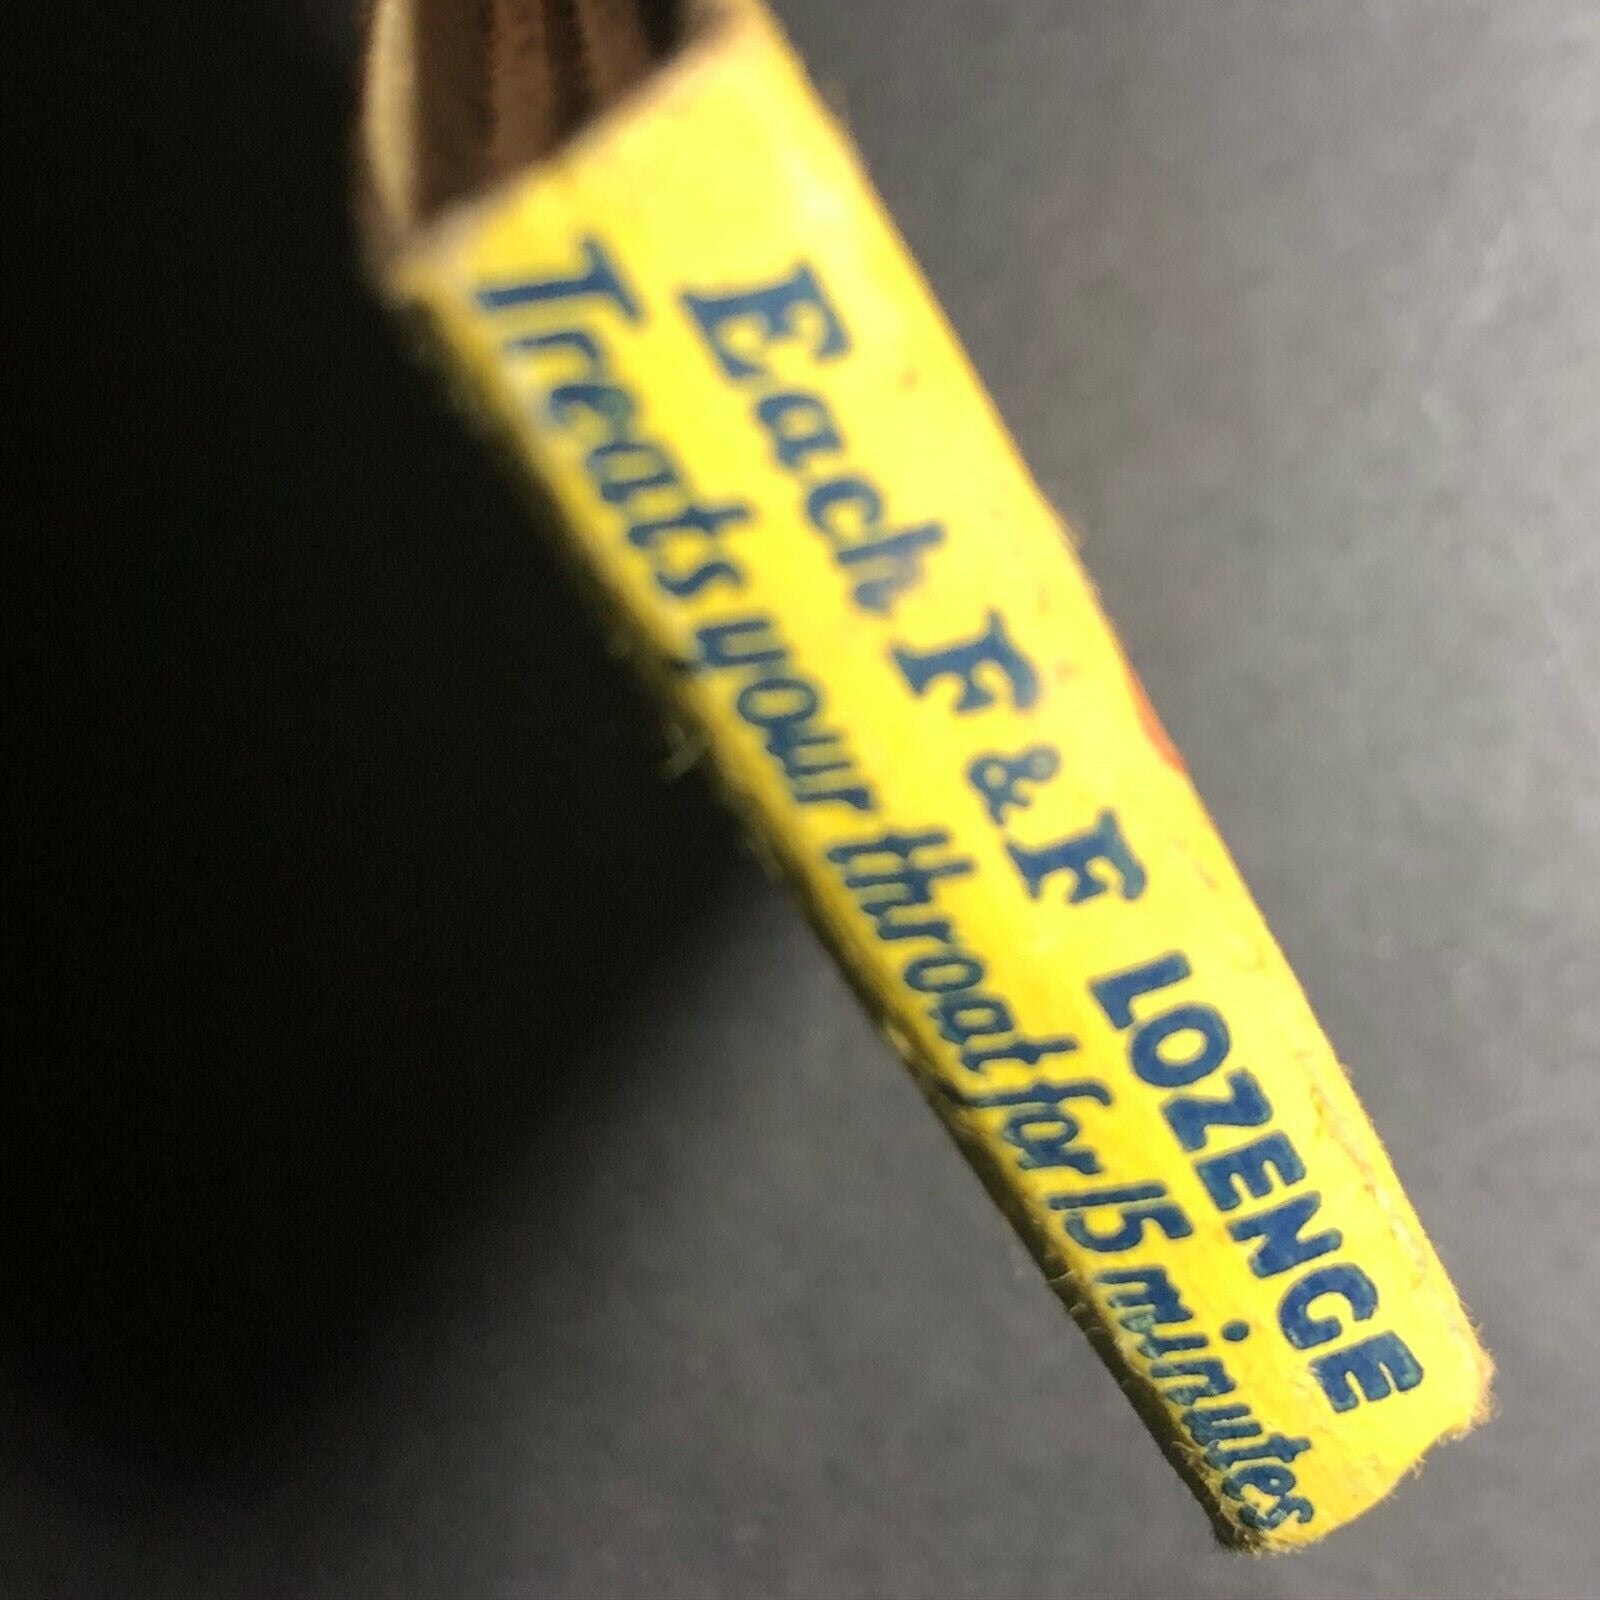 Each F & F LOZENGE
Treats your throat for 15 minutes